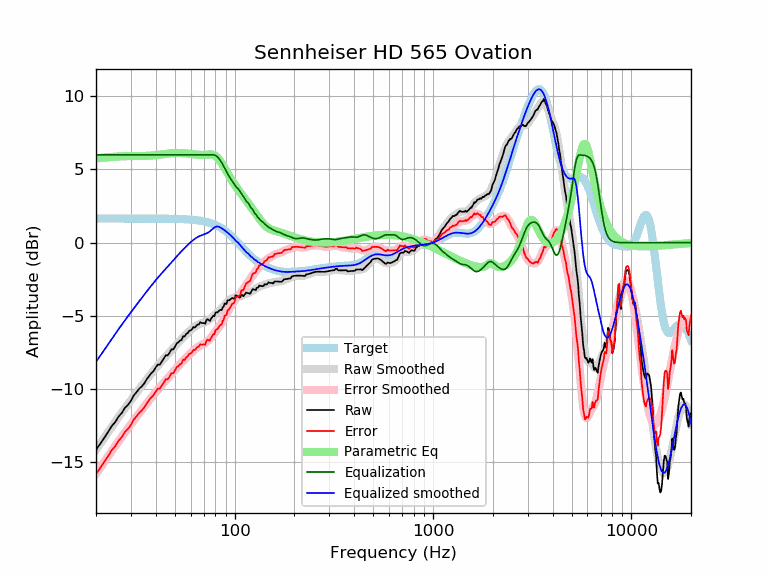 Sennheiser HD 565 Ovation
Amplitude (dBr)
10
5
0
−5
−10
−15
Target
Raw Smoothed
Error Smoothed
Raw
Error
Parametric Eq
Equalization
Equalized smoothed
100
1000
10000
Frequency (Hz)